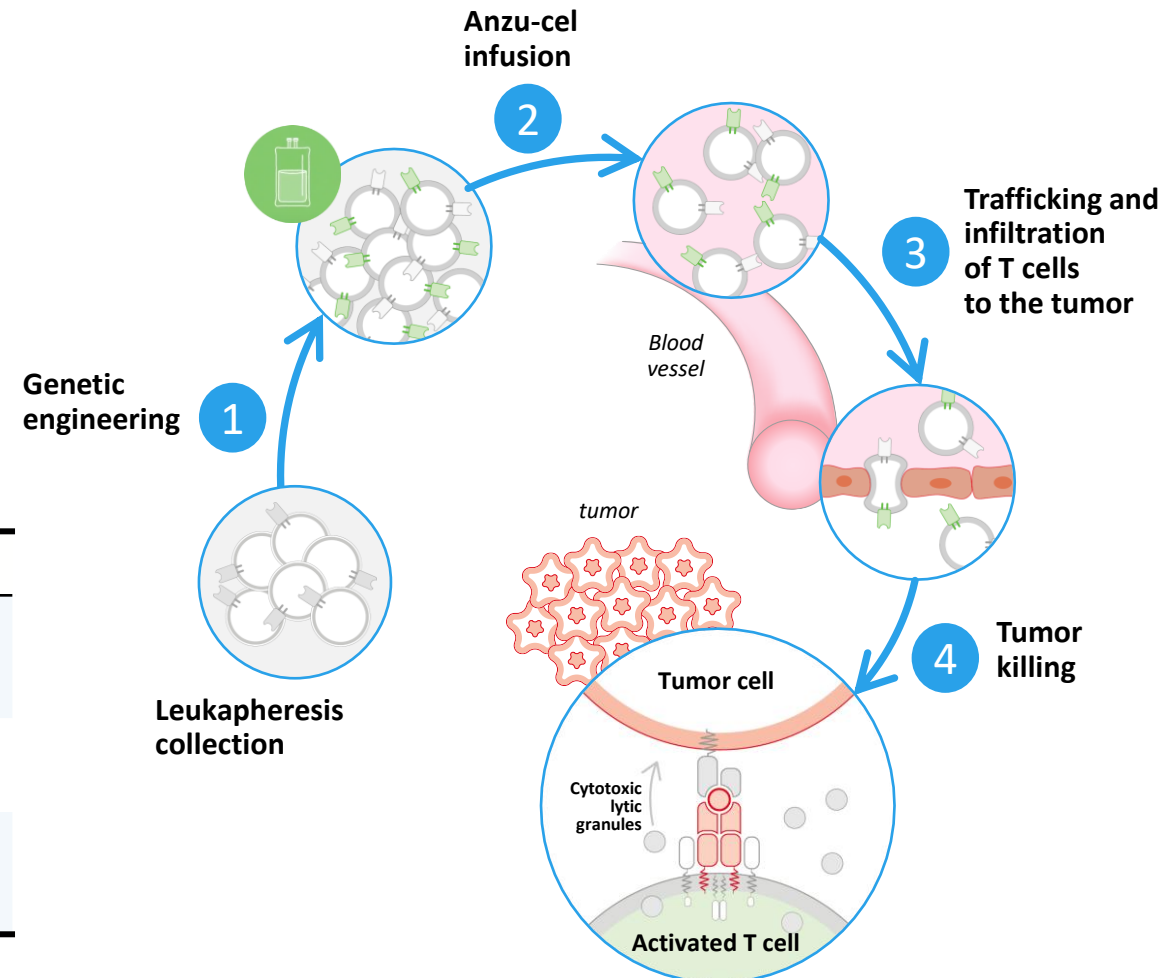 Anzu-cel
infusion
2
Trafficking and
infiltration
of T cells
to the tumor
3
Blood
vessel
Genetic
engineering
1
tumor
Leukapheresis
collection
Tumor
killing
4
Tumor cell
Cytotoxic
lytic
granules
Activated T cell